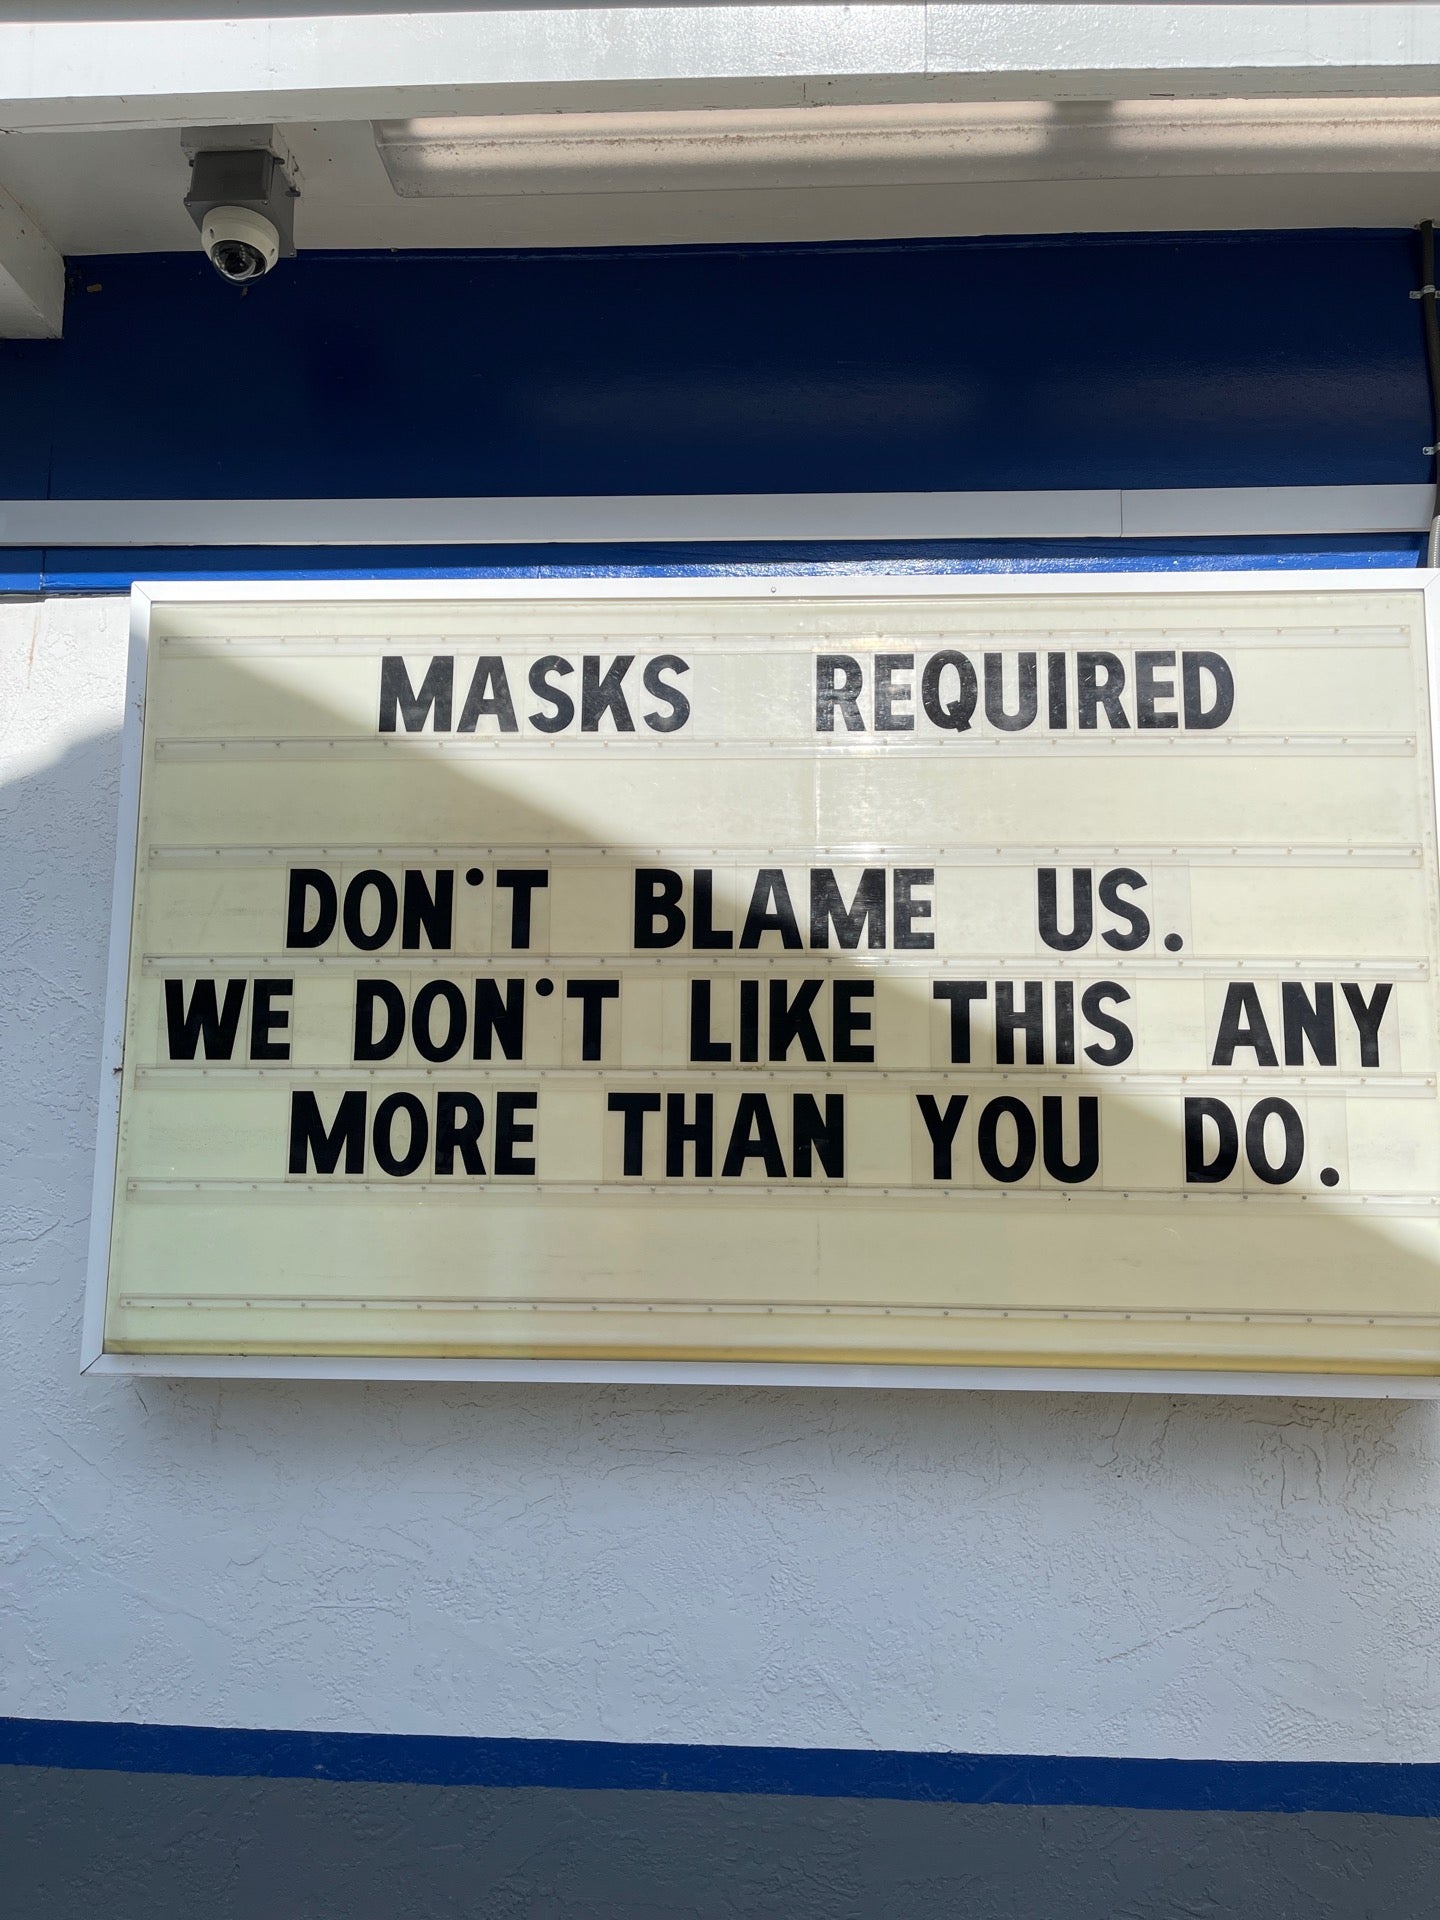 MASKS REQUIRED
DON'T BLAME US.
WE DON'T LIKE THIS ANY
MORE THAN YOU DO.